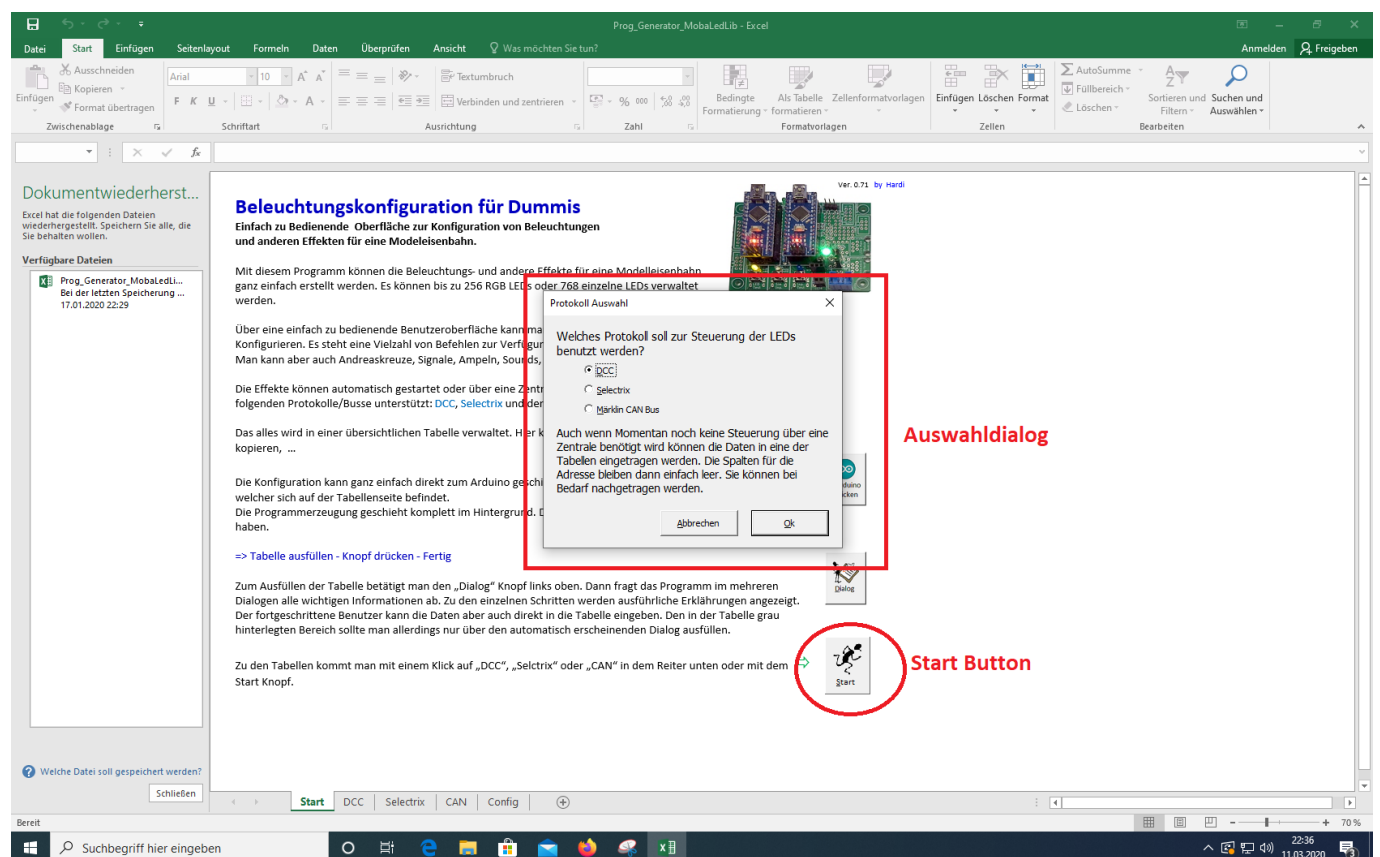 Prog_Generator_MobaLedLib - Excel
Datei Start Einfügen Seitenlayout Formeln Daten Überprüfen Ansicht Was möchten Sie tun? Anmelden Freigeben
Einfügen
Ausschneiden
Kopieren
Format übertragen
Zwischenablage
Arial 10
F K U
Schriftart
Textumbruch
Verbinden und zentrieren
Ausrichtung
% 000
Zahl
Bedingte Formatierung
Als Tabelle formatieren
Zellenformatvorlagen
Formatvorlagen
Einfügen Löschen Format
Zellen
AutoSumme
Füllbereich
Löschen
Sortieren und Filtern
Suchen und Auswählen
Bearbeiten
fx
Dokumentwiederherst...
Excel hat die folgenden Dateien
wiederhergestellt. Speichern Sie alle, die
Sie behalten wollen.
Verfügbare Dateien
Prog_Generator_MobaLedLi...
Bei der letzten Speicherung ...
17.01.2020 22:29
Welche Datei soll gespeichert werden?
Schließen
Ver. 0.71 by Hardi
Beleuchtungskonfiguration für Dummis
Einfach zu Bedienende Oberfläche zur Konfiguration von Beleuchtungen
und anderen Effekten für eine Modeleisenbahn.
Mit diesem Programm können die Beleuchtungs- und andere Effekte für eine Modelleisenbahn
ganz einfach erstellt werden. Es können bis zu 256 RGB LEDs oder 768 einzelne LEDs verwaltet
werden.
Über eine einfach zu bedienende Benutzeroberfläche kann ma
Konfigurieren. Es steht eine Vielzahl von Befehlen zur Verfügun
Man kann aber auch Andreaskreuze, Signale, Ampeln, Sounds,
Die Effekte können automatisch gestartet oder über eine Zentr
folgenden Protokolle/Busse unterstützt: DCC, Selectrix und der
Das alles wird in einer übersichtlichen Tabelle verwaltet. Hier k
kopieren, ...
Die Konfiguration kann ganz einfach direkt zum Arduino geschi
welcher sich auf der Tabellenseite befindet.
Die Programmerzeugung geschieht komplett im Hintergrund. D
haben.
=> Tabelle ausfüllen - Knopf drücken - Fertig
Zum Ausfüllen der Tabelle betätigt man den „Dialog“ Knopf links oben. Dann fragt das Programm im mehreren
Dialogen alle wichtigen Informationen ab. Zu den einzelnen Schritten werden ausführliche Erklährungen angezeigt.
Der fortgeschrittene Benutzer kann die Daten aber auch direkt in die Tabelle eingeben. Den in der Tabelle grau
hinterlegten Bereich sollte man allerdings nur über den automatisch erscheinenden Dialog ausfüllen.
Zu den Tabellen kommt man mit einem Klick auf „DCC“, „Selctrix“ oder „CAN“ in dem Reiter unten oder mit dem
Start Knopf.
Protokoll Auswahl
Welches Protokoll soll zur Steuerung der LEDs
benutzt werden?
DCC
Selectrix
Märklin CAN Bus
Auch wenn Momentan noch keine Steuerung über eine
Zentrale benötigt wird können die Daten in eine der
Tabellen eingetragen werden. Die Spalten für die
Adresse bleiben dann einfach leer. Sie können bei
Bedarf nachgetragen werden.
Abbrechen Ok
Auswahldialog
Dialog
Start
Start Button
Start DCC Selectrix CAN Config
Bereit
70 %
Suchbegriff hier eingeben
22:36
11.03.2020
3